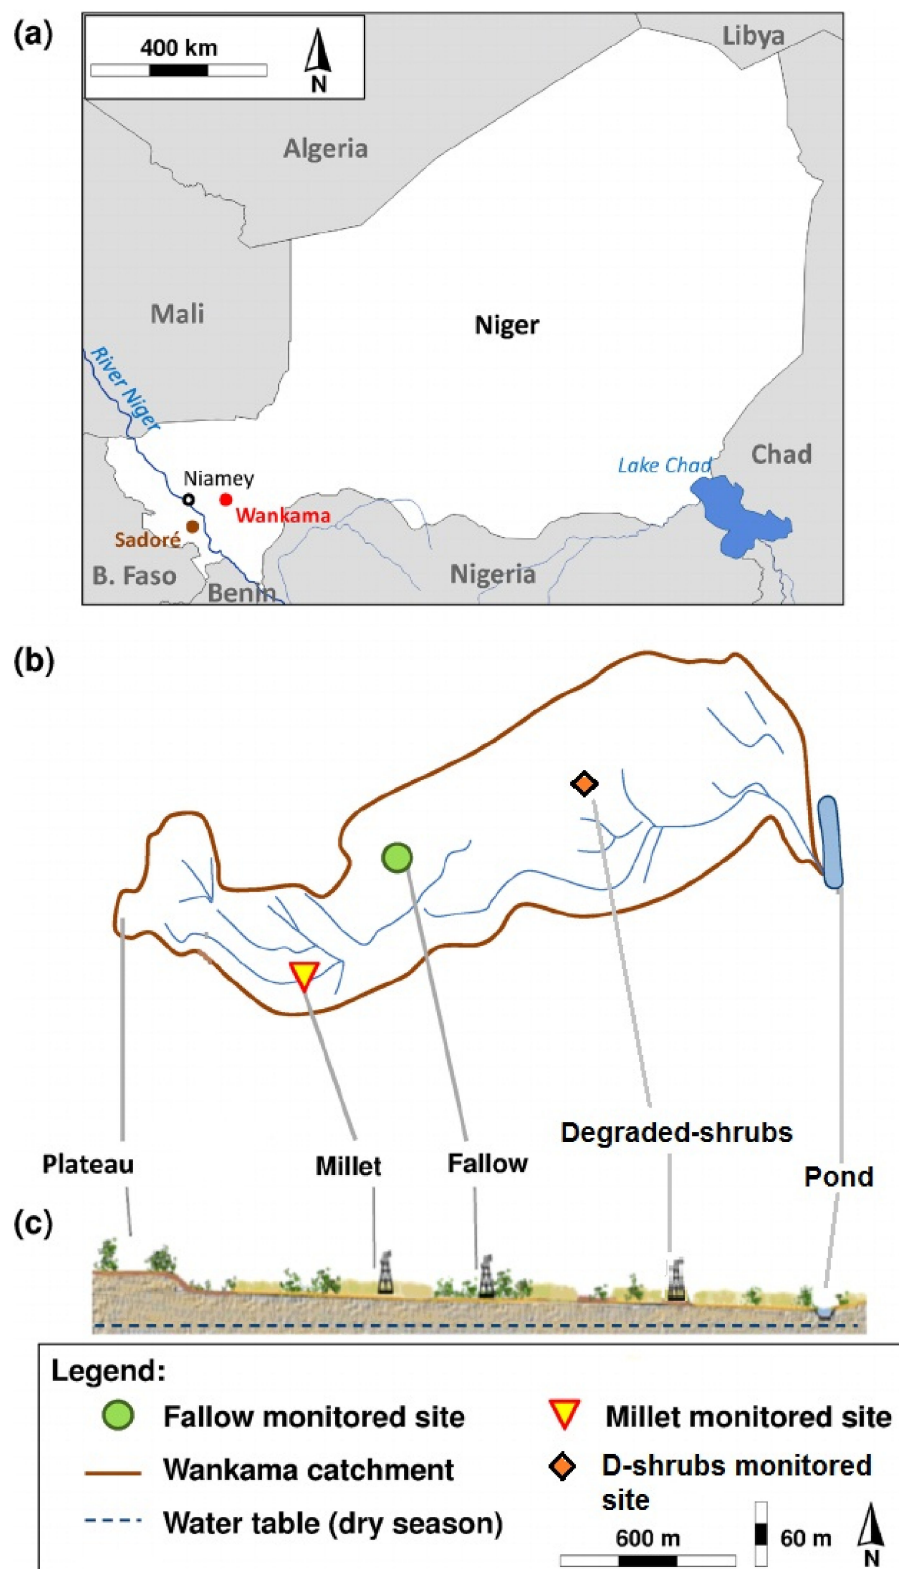 (a)
400 km
N
Libya
Algeria
Mali
Niger
River Niger
Chad
Lake Chad
Niamey
Wankama
Sadoré
B. Faso
Nigeria
Benin
(b)
Degraded-shrubs
Plateau
Millet
Fallow
Pond
(c)
Legend:
Fallow monitored site
Millet monitored site
Wankama catchment
D-shrubs monitored
site
Water table (dry season)
600 m
60 m
N